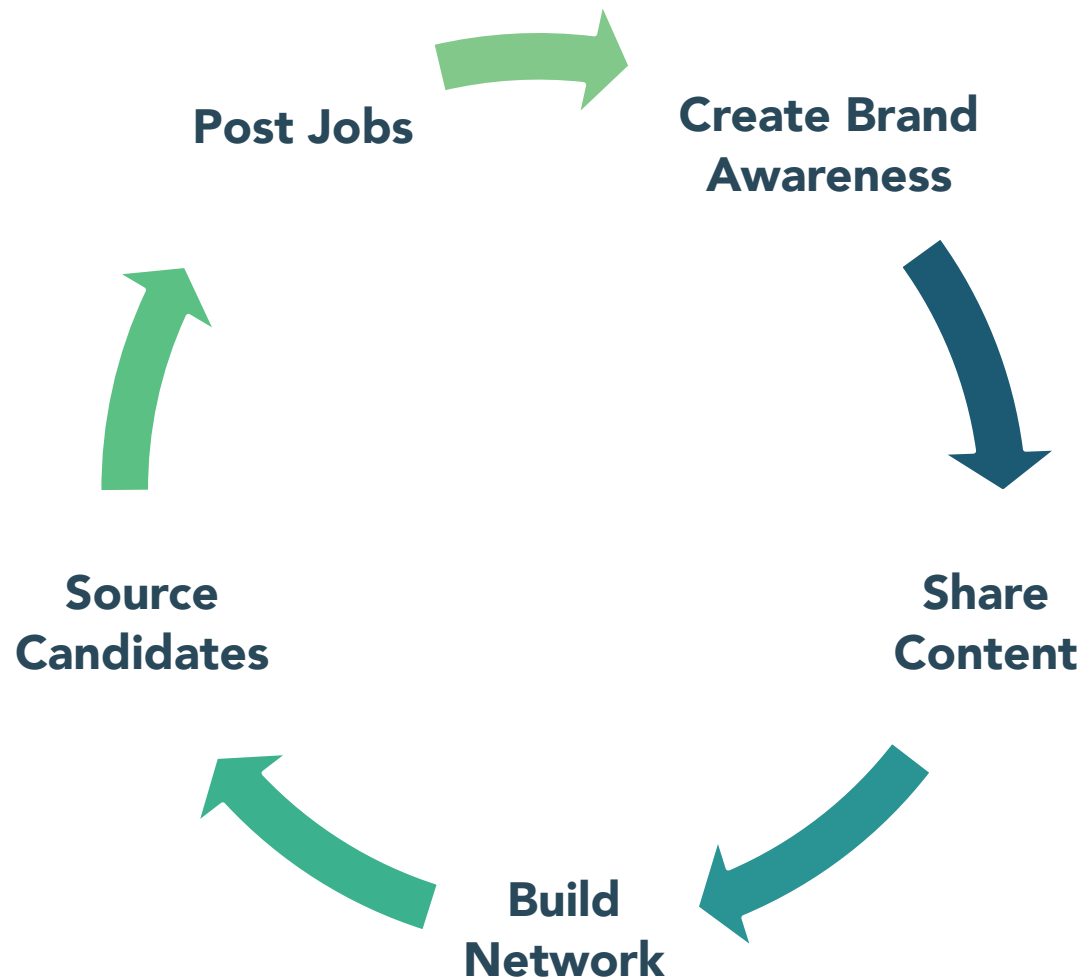 Post Jobs
Create Brand
Awareness
Share
Content
Build
Network
Source
Candidates